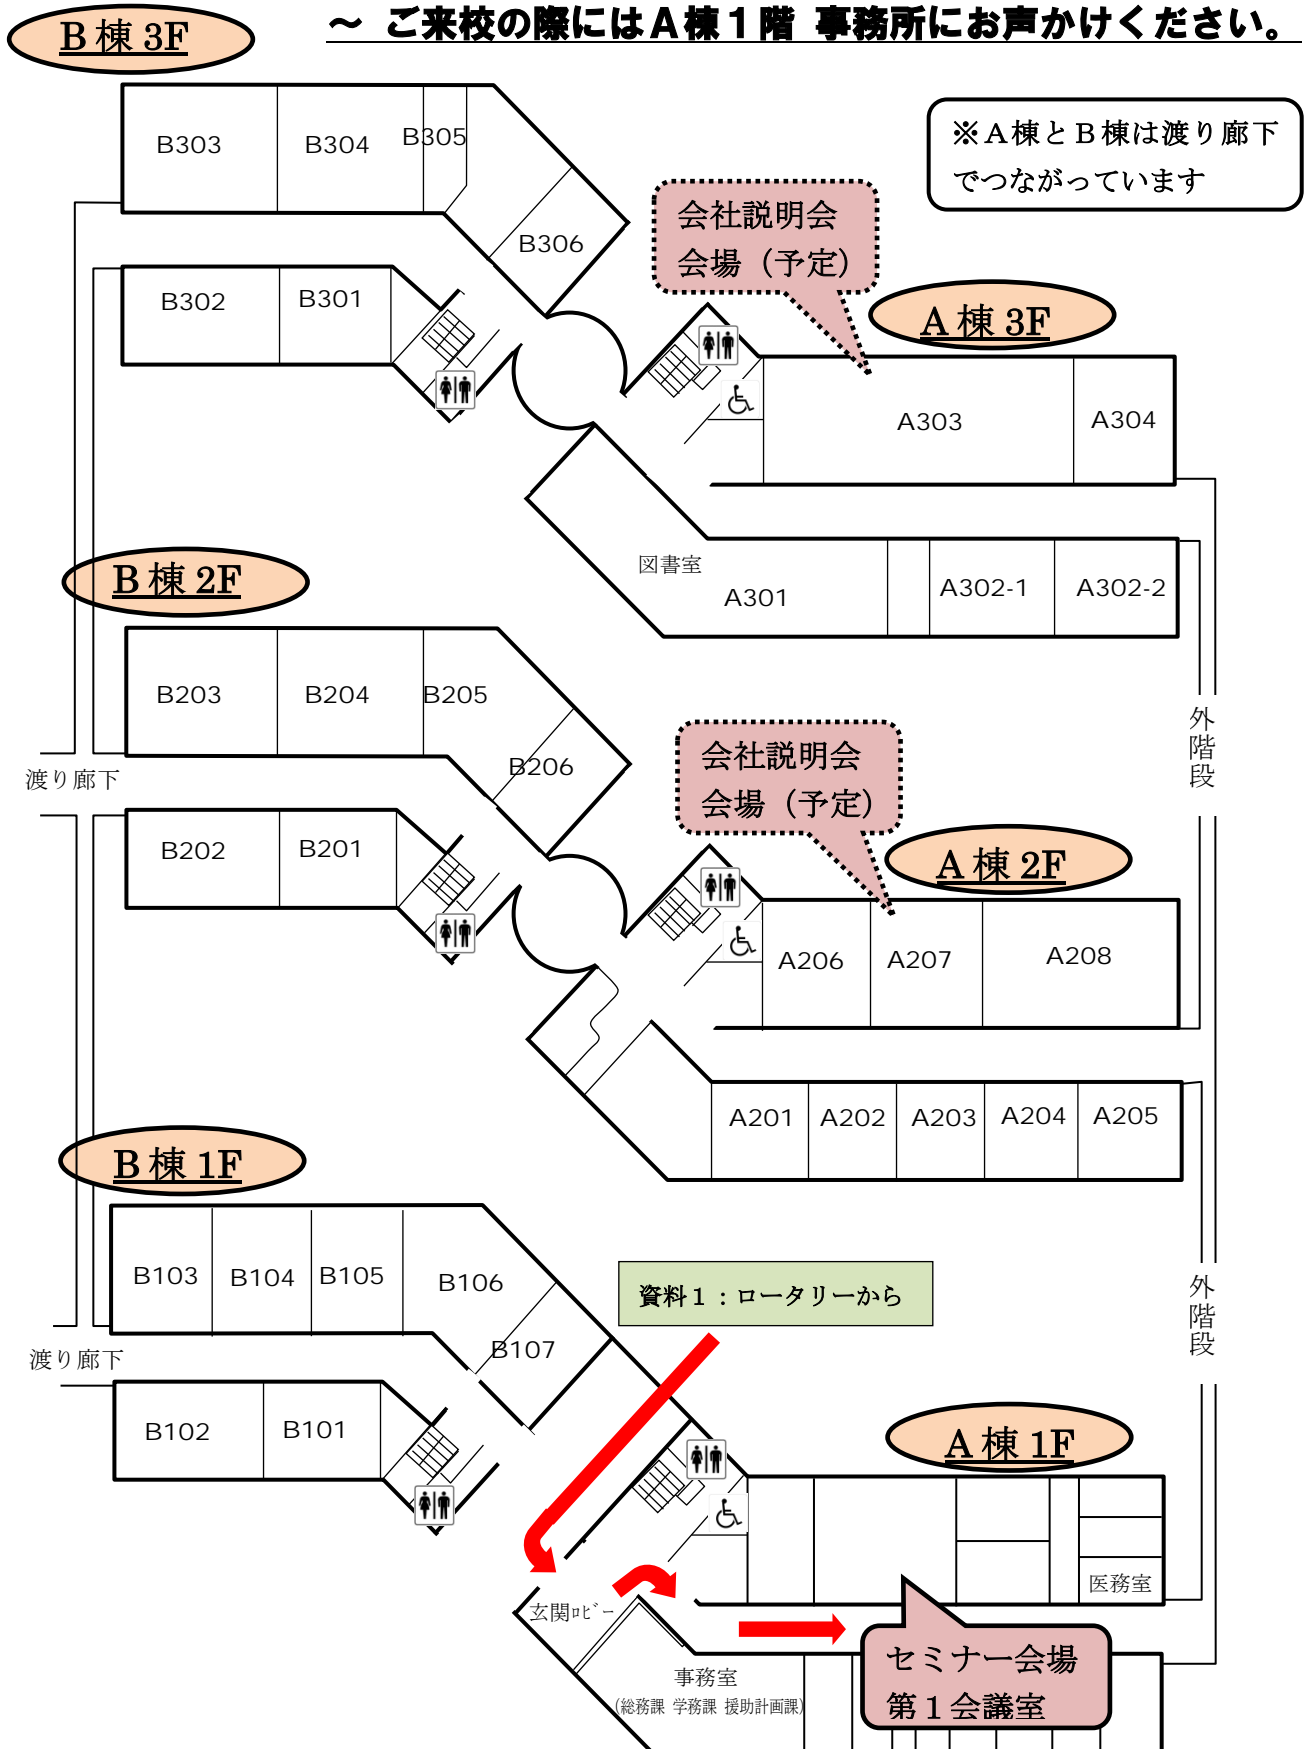 B棟 3F
～ ご来校の際にはA棟1階 事務所にお声かけください。
※A棟とB棟は渡り廊下
でつながっています
B303
B304
B305
B306
B302
B301
会社説明会
会場（予定）
A棟 3F
A303
A304
図書室
A301
A302-1
A302-2
B棟 2F
B203
B204
B205
B206
渡り廊下
B202
B201
外階段
会社説明会
会場（予定）
A棟 2F
A206
A207
A208
A201
A202
A203
A204
A205
B棟 1F
B103
B104
B105
B106
B107
渡り廊下
B102
B101
資料１：ロータリーから
外階段
A棟 1F
医務室
玄関ﾛﾋﾞｰ
事務室
(総務課 学務課 援助計画課)
セミナー会場
第１会議室